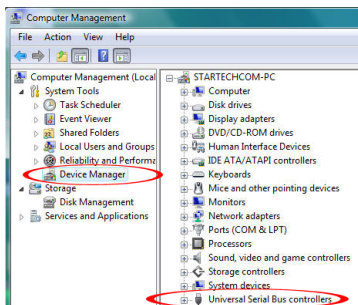 Computer Management
File Action View Help
Computer Management (Local
System Tools
Task Scheduler
Event Viewer
Shared Folders
Local Users and Groups
Reliability and Performa
Device Manager
Storage
Disk Management
Services and Applications
STARTECHCOM-PC
Computer
Disk drives
Display adapters
DVD/CD-ROM drives
Human Interface Devices
IDE ATA/ATAPI controllers
Keyboards
Mice and other pointing devices
Monitors
Network adapters
Ports (COM & LPT)
Processors
Sound, video and game controllers
Storage controllers
System devices
Universal Serial Bus controllers